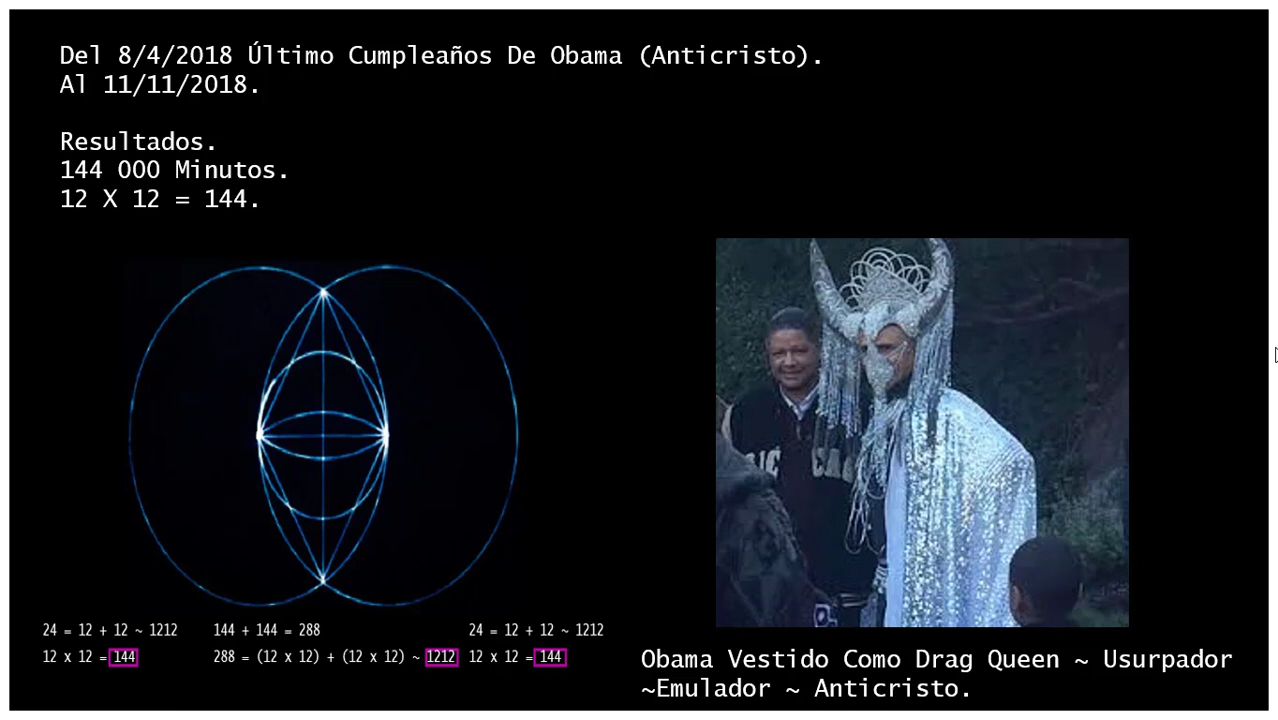 Del 8/4/2018 Último Cumpleaños De Obama (Anticristo).
Al 11/11/2018.
Resultados.
144 000 Minutos.
12 X 12 = 144.
24 = 12 + 12 ~ 1212
144 + 144 = 288
24 = 12 + 12 ~ 1212
12 x 12 = 144
288 = (12 x 12) + (12 x 12) ~ 1212
12 x 12 = 144
Obama Vestido Como Drag Queen ~ Usurpador
~Emulador ~ Anticristo.